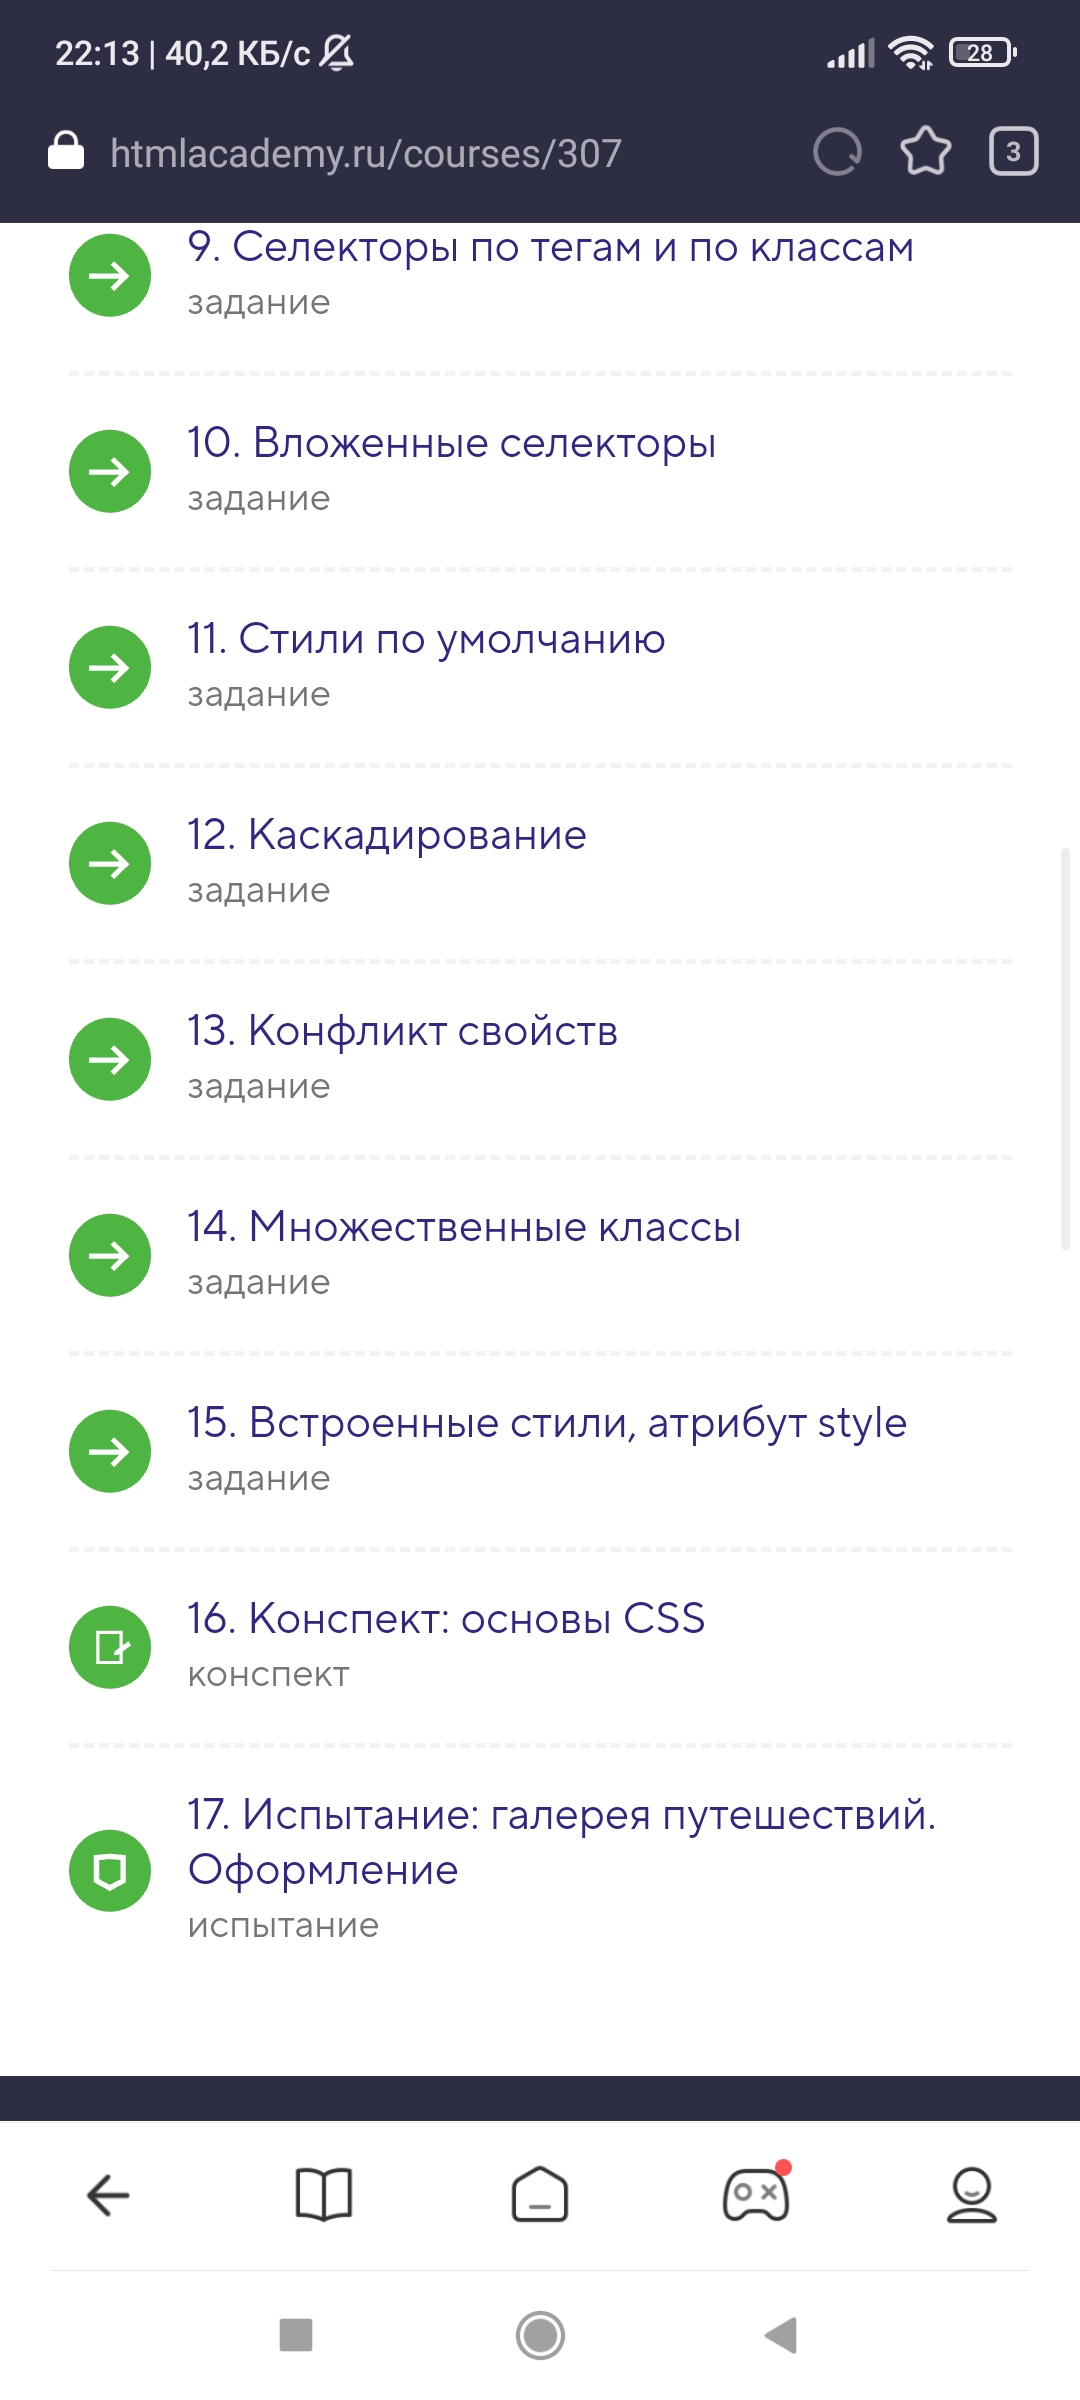 22:13 | 40,2 КБ/с
28
htmlacademy.ru/courses/307
3
9. Селекторы по тегам и по классам
задание
10. Вложенные селекторы
задание
11. Стили по умолчанию
задание
12. Каскадирование
задание
13. Конфликт свойств
задание
14. Множественные классы
задание
15. Встроенные стили, атрибут style
задание
16. Конспект: основы CSS
конспект
17. Испытание: галерея путешествий.
Оформление
испытание